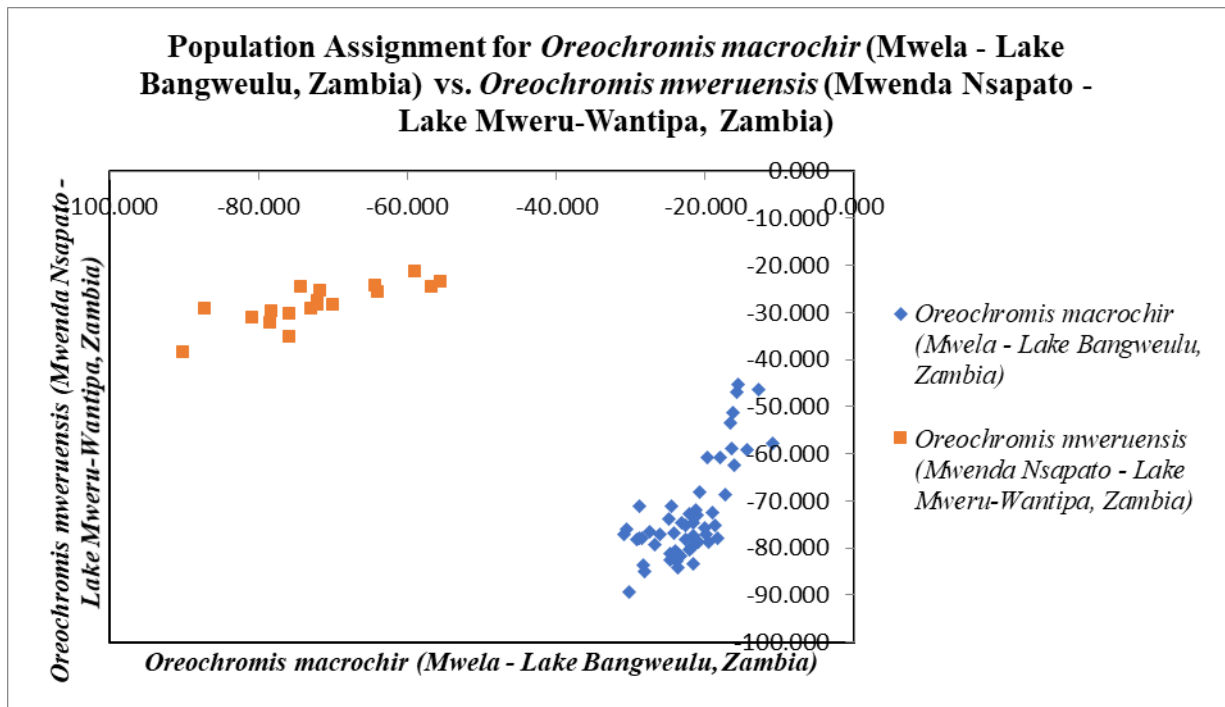 Population Assignment for Oreochromis macrochir (Mwela - Lake
Bangweulu, Zambia) vs. Oreochromis mweruensis (Mwenda Nsapato -
Lake Mweru-Wantipa, Zambia)
0.000
-100.000 -80.000 -60.000 -40.000 -20.000 0.000
-10.000
-20.000
-30.000
-40.000
-50.000
-60.000
-70.000
-80.000
-90.000
-100.000
Oreochromis mweruensis (Mwenda Nsapato -
Lake Mweru-Wantipa, Zambia)
Oreochromis macrochir (Mwela - Lake Bangweulu, Zambia)
Oreochromis macrochir
(Mwela - Lake Bangweulu,
Zambia)
Oreochromis mweruensis
(Mwenda Nsapato - Lake
Mweru-Wantipa, Zambia)